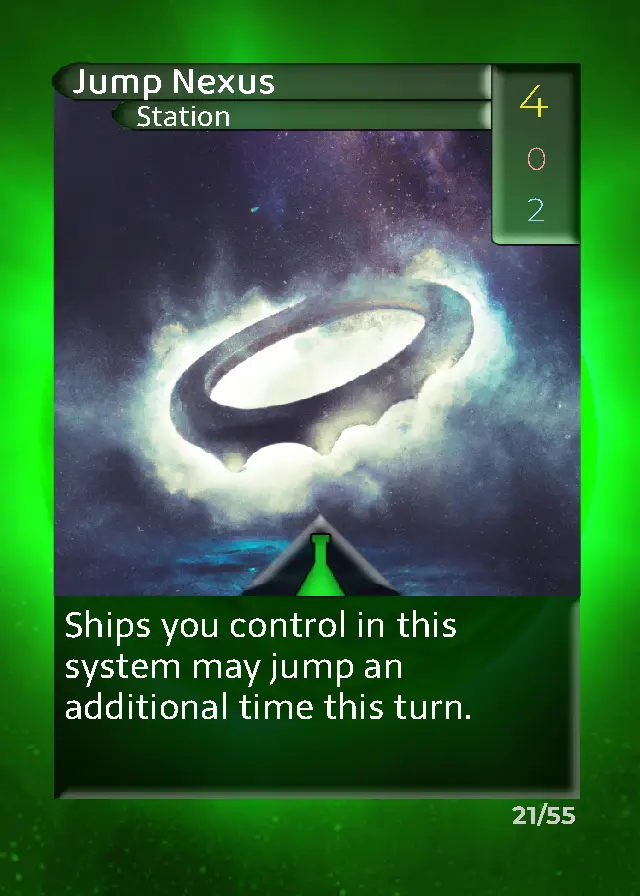 Jump Nexus
Station
4
0
2
Ships you control in this
system may jump an
additional time this turn.
21/55